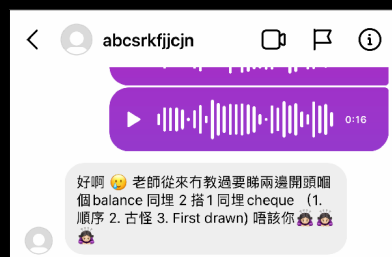 abcsrkfjjcjn
0:16
好啊 🥲 老師從來冇教過要睇兩邊開頭嗰
個balance 同埋 2 搭1 同埋 cheque （1.
順序 2. 古怪 3. First drawn) 唔該你🙇🏻‍♀️🙇🏻‍♀️
🙇🏻‍♀️